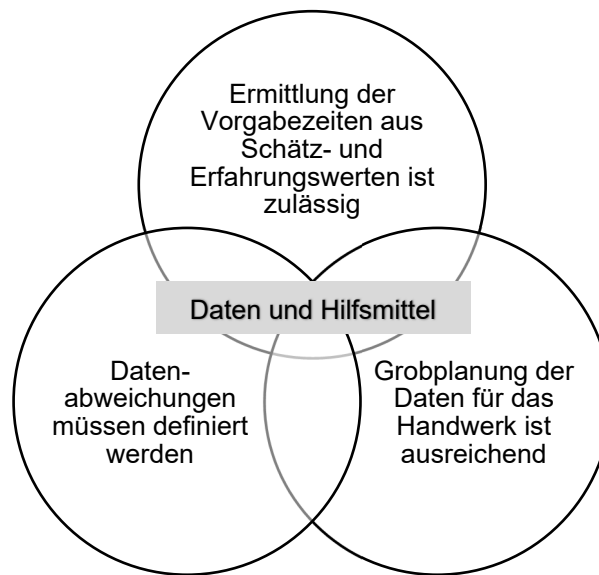 Ermittlung der
Vorgabezeiten aus
Schätz- und
Erfahrungswerten ist
zulässig
Daten und Hilfsmittel
Daten-
abweichungen
müssen definiert
werden
Grobplanung der
Daten für das
Handwerk ist
ausreichend